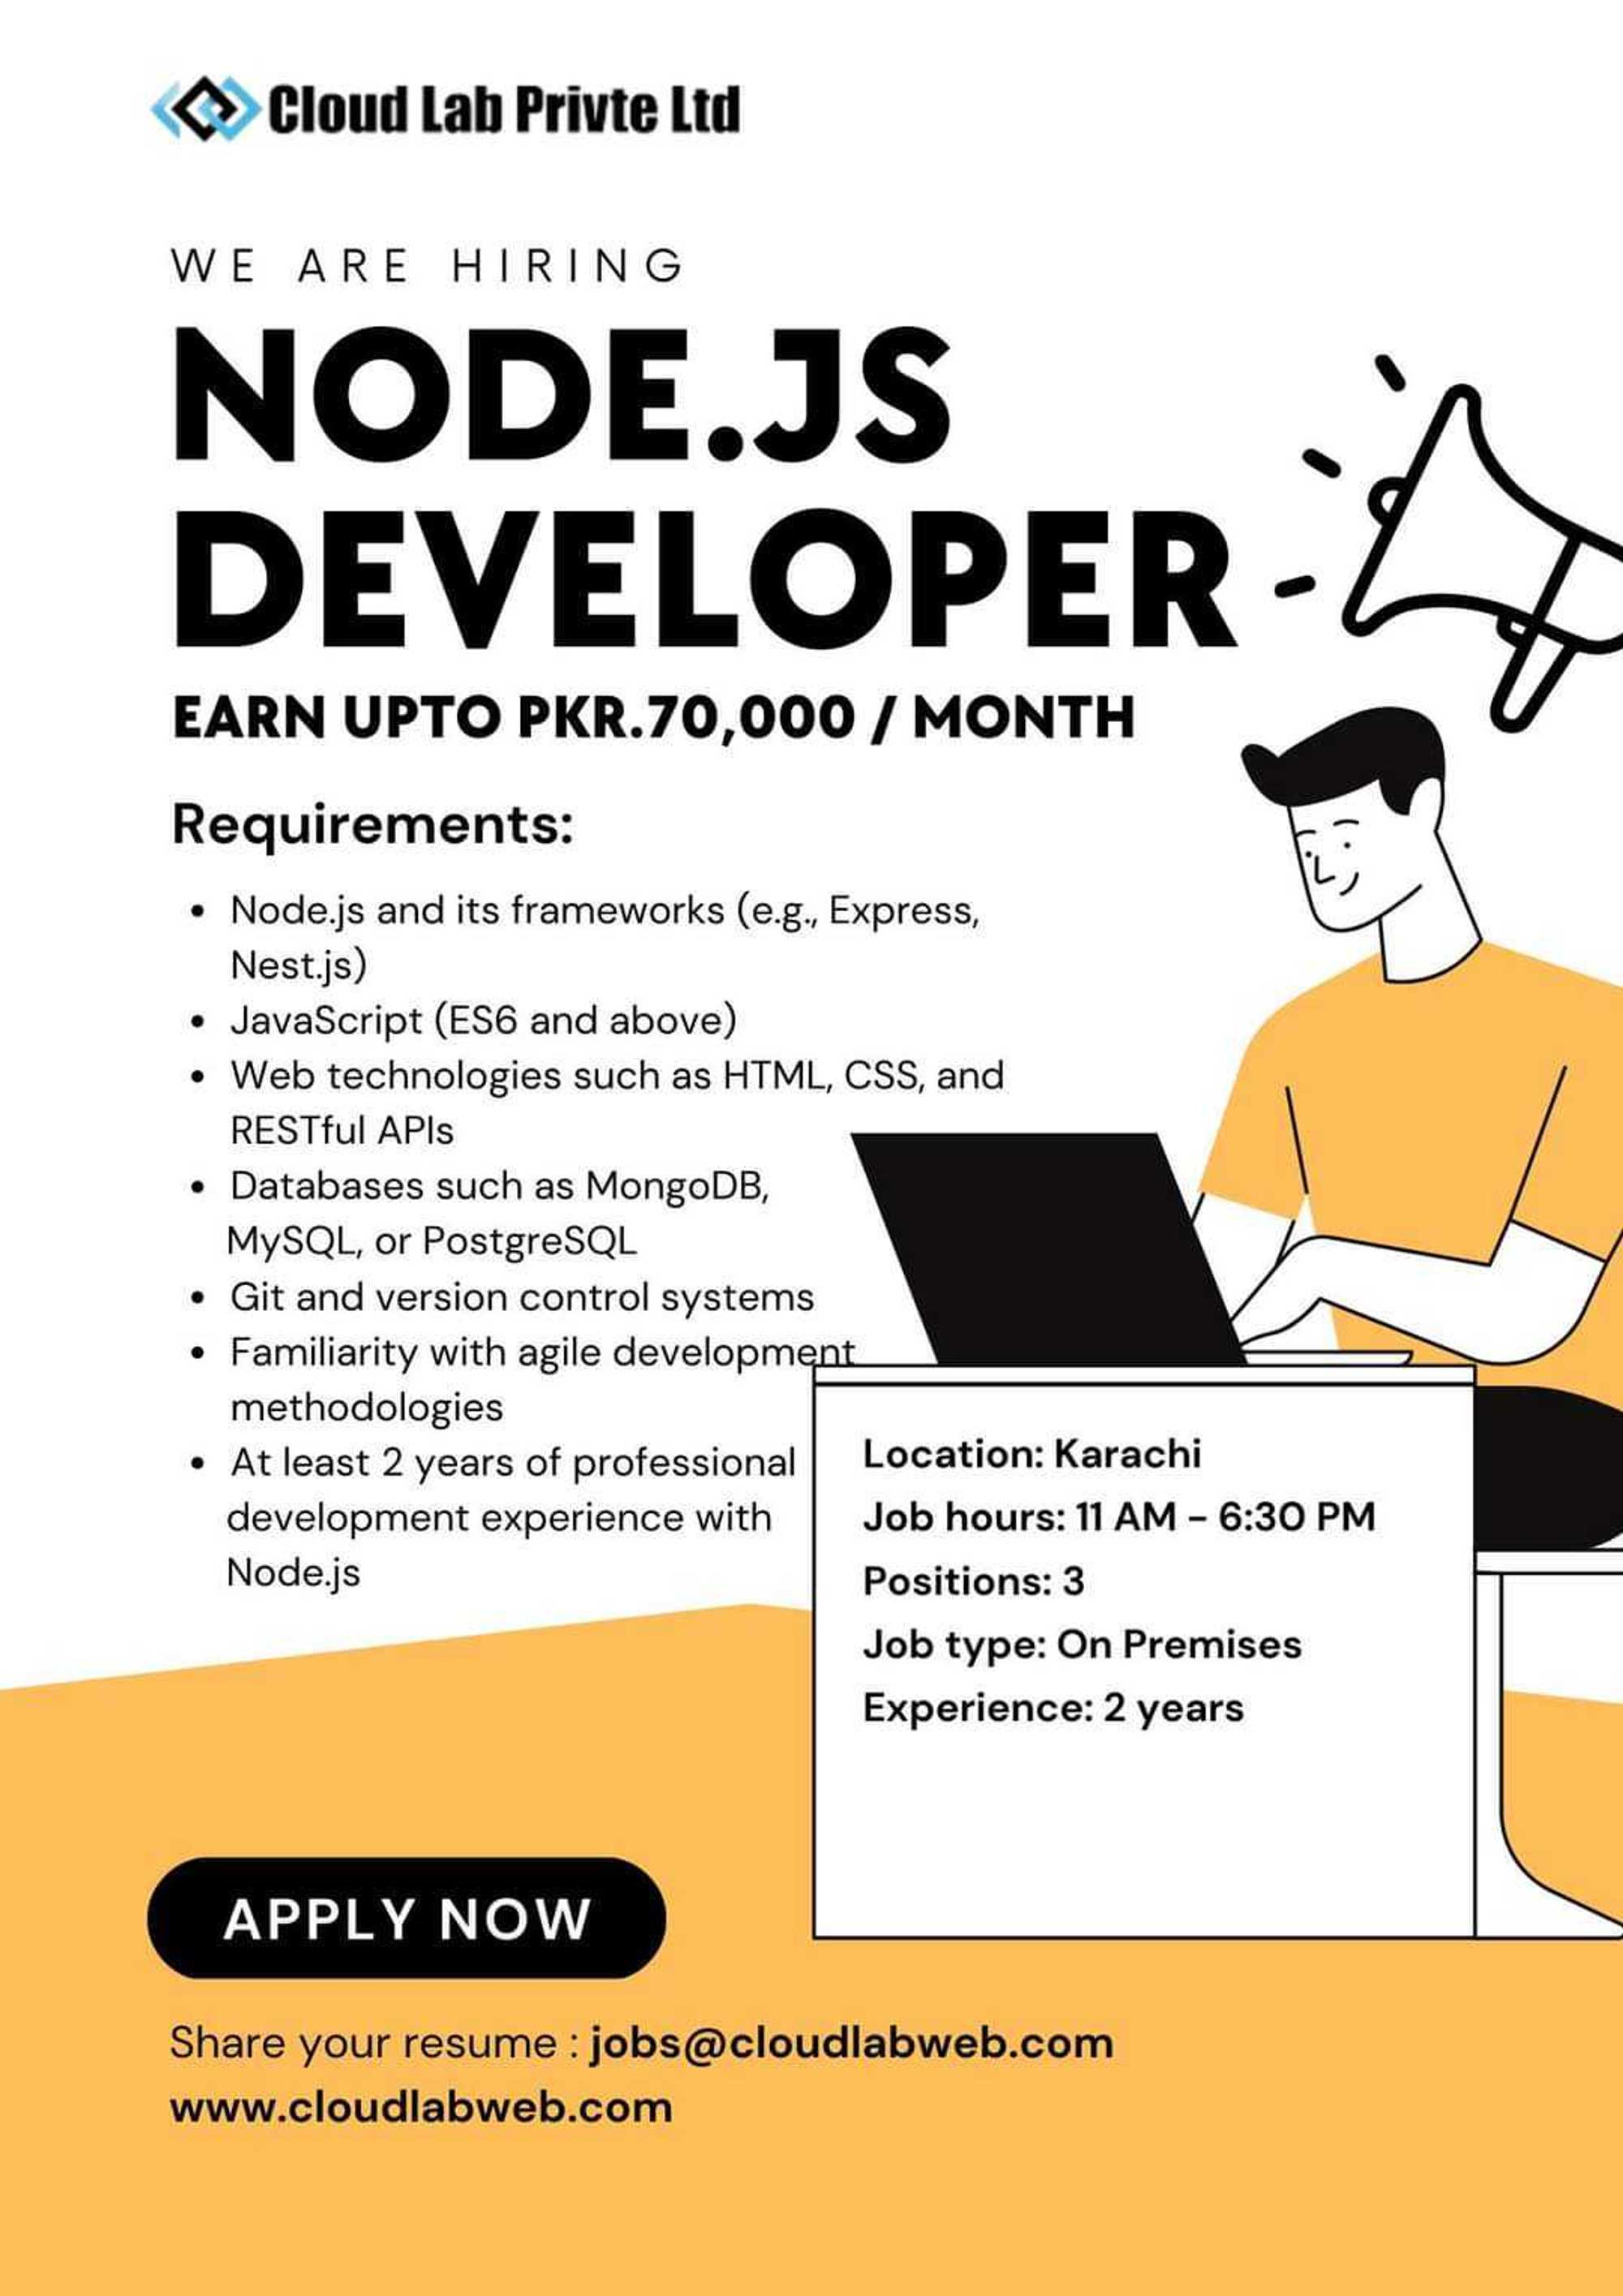 Cloud Lab Privte Ltd
WE ARE HIRING
NODE.JS
DEVELOPER
EARN UPTO PKR.70,000 / MONTH
Requirements:
• Node.js and its frameworks (e.g., Express,
Nest.js)
• JavaScript (ES6 and above)
• Web technologies such as HTML, CSS, and
RESTful APIs
• Databases such as MongoDB,
MySQL, or PostgreSQL
• Git and version control systems
• Familiarity with agile development
methodologies
• At least 2 years of professional
development experience with
Node.js
Location: Karachi
Job hours: 11 AM – 6:30 PM
Positions: 3
Job type: On Premises
Experience: 2 years
APPLY NOW
Share your resume : jobs@cloudlabweb.com
www.cloudlabweb.com